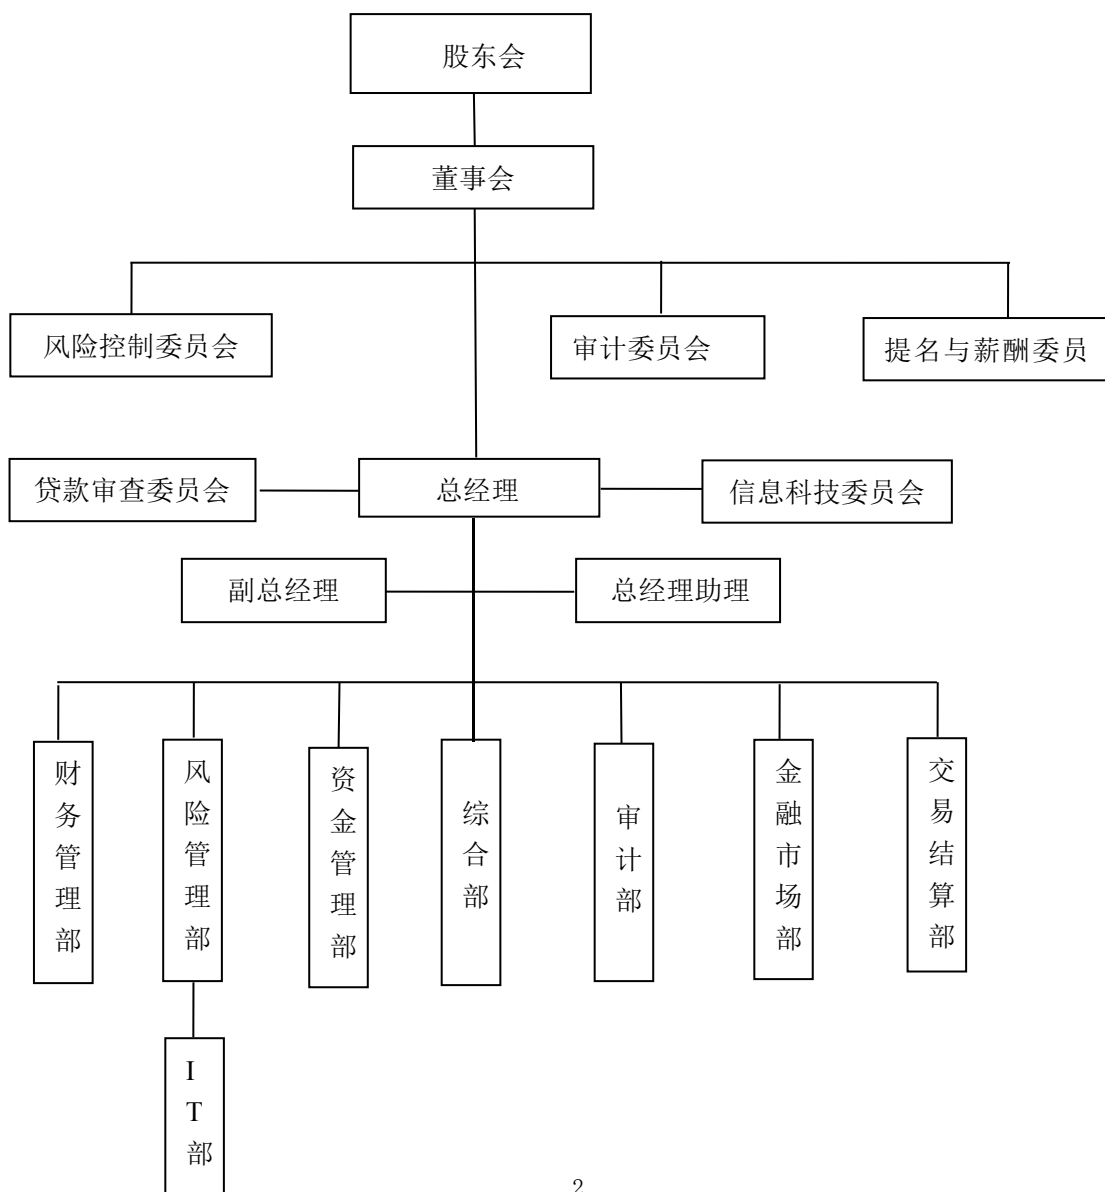 股东会
董事会
风险控制委员会
审计委员会
提名与薪酬委员
贷款审查委员会
总经理
信息科技委员会
副总经理
总经理助理
财务管理部
风险管理部
资金管理部
综合部
审计部
金融市场部
交易结算部
IT部
2